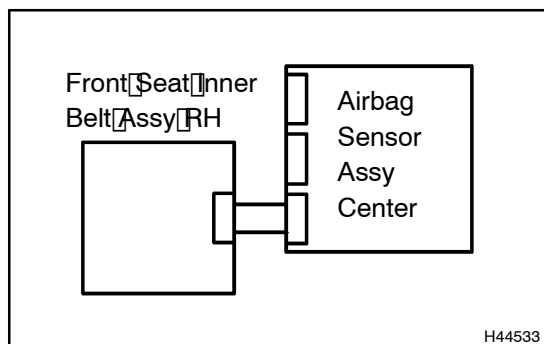 Front Seat Inner
Belt Assy RH
Airbag
Sensor
Assy
Center
H44533